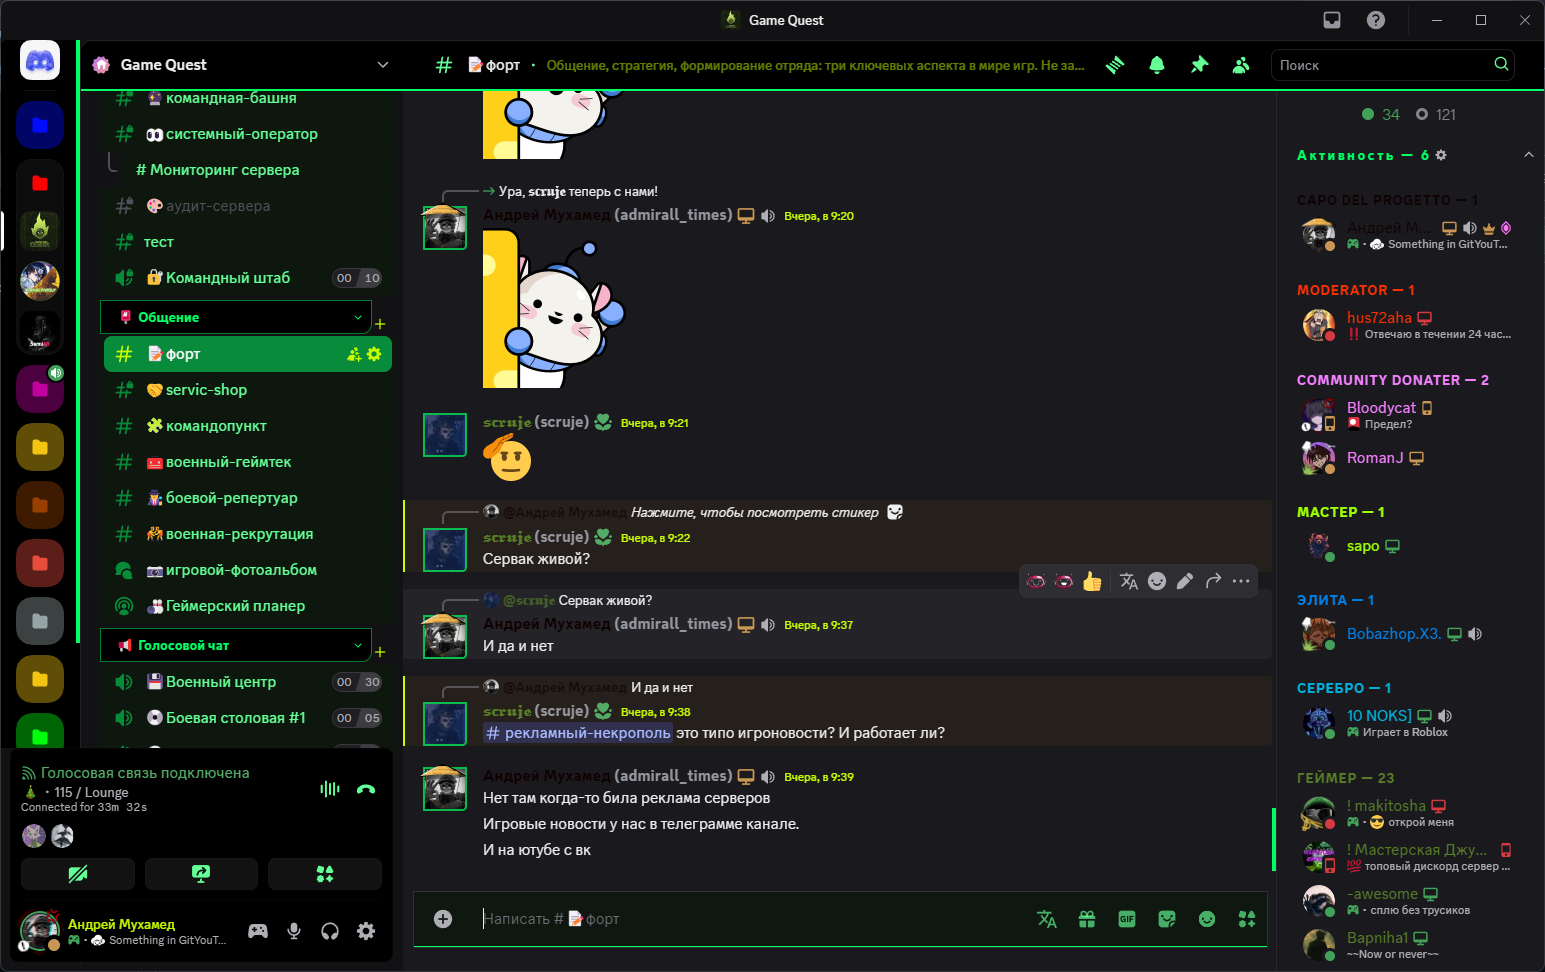 Game Quest
Game Quest
командная-башня
системный-оператор
# Мониторинг сервера
аудит-сервера
тест
Командный штаб 00 10
Общение
форт
servic-shop
командопункт
военный-геймтек
боевой-репертуар
военная-рекрутация
игровой-фотоальбом
Геймерский планер
Голосовой чат
Военный центр 00 30
Боевая столовая #1 00 05
Голосовая связь подключена
• 115 / Lounge
Connected for 33m 32s
Андрей Мухамед
• Something in GitYouT...
форт • Общение, стратегия, формирование отряда: три ключевых аспекта в мире игр. Не за...
Поиск
Ура, scruje теперь с нами!
Андрей Мухамед (admirall_times) Вчера, в 9:20
scruje (scruje) Вчера, в 9:21
@Андрей Мухамед Нажмите, чтобы посмотреть стикер
scruje (scruje) Вчера, в 9:22
Сервак живой?
@scruje Сервак живой?
Андрей Мухамед (admirall_times) Вчера, в 9:37
И да и нет
@Андрей Мухамед И да и нет
scruje (scruje) Вчера, в 9:38
# рекламный-некрополь это типо игроновости? И работает ли?
Андрей Мухамед (admirall_times) Вчера, в 9:39
Нет там когда-то била реклама серверов
Игровые новости у нас в телеграмме канале.
И на ютубе с вк
Написать # форт
GIF
34 121
Активность — 6
CAPO DEL PROGETTO — 1
Андрей М...
• Something in GitYouT...
MODERATOR — 1
hus72aha
Отвечаю в течении 24 час...
COMMUNITY DONATER — 2
Bloodycat
Предел?
RomanJ
МАСТЕР — 1
sapo
ЭЛИТА — 1
Bobazhop.X3.
СЕРЕБРО — 1
10 NOKS]
Играет в Roblox
ГЕЙМЕР — 23
! makitosha
• открой меня
! Мастерская Джу...
топовый дискорд сервер ...
-awesome
• сплю без трусиков
Bapniha1
~~Now or never~~